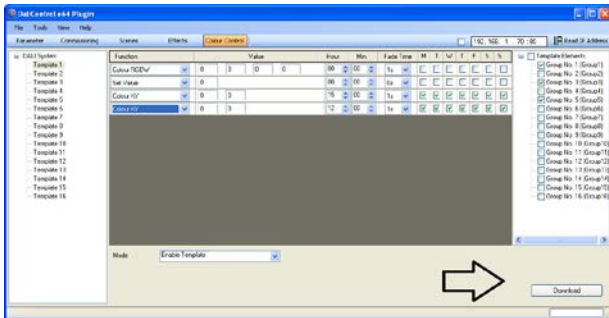 DaliControl e64 Plugin
File Tools View Help
Parameter Commissioning Scenes Effects Colour Control 192. 168. 1 70 : 80 Read IP Address
DALI System
Template 1
Template 2
Template 3
Template 4
Template 5
Template 6
Template 7
Template 8
Template 9
Template 10
Template 11
Template 12
Template 13
Template 14
Template 15
Template 16
Function Value Hour Min. Fade Time M T W T F S S
Colour RGBW 0 3 0 0 00 00 1s
Set Value 0 00 00 0s
Colour XY 0 3 15 00 1s
Colour XY 0 3 12 00 1s
Template Elements
Group No. 1 (Group1)
Group No. 2 (Group2)
Group No. 3 (Group3)
Group No. 4 (Group4)
Group No. 5 (Group5)
Group No. 6 (Group6)
Group No. 7 (Group7)
Group No. 8 (Group8)
Group No. 9 (Group9)
Group No. 10 (Group10)
Group No. 11 (Group11)
Group No. 12 (Group12)
Group No. 13 (Group13)
Group No. 14 (Group14)
Group No. 15 (Group15)
Group No. 16 (Group16)
Mode Enable Template
Download